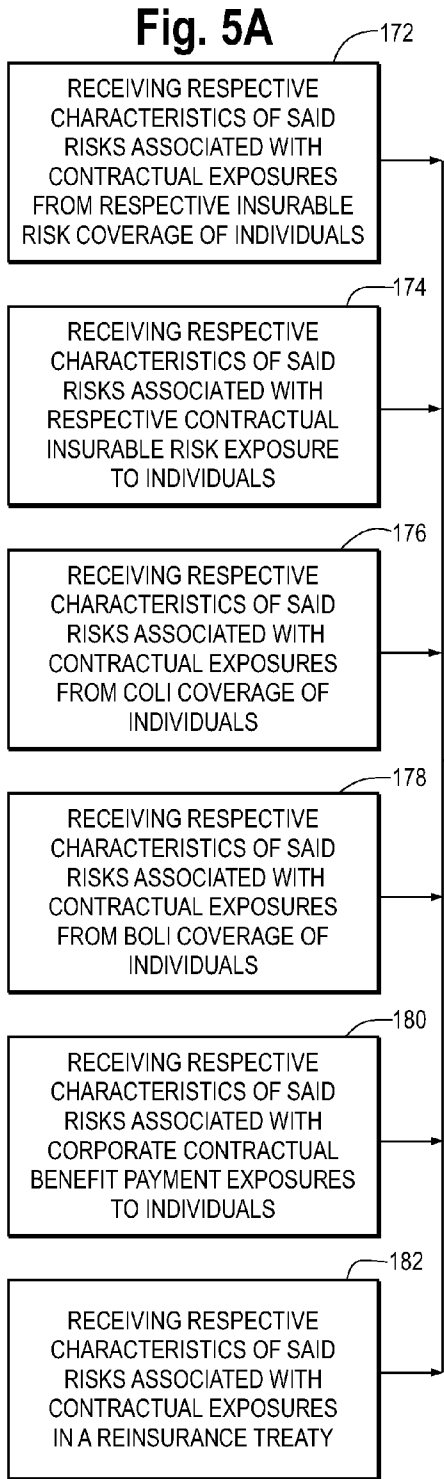 Fig. 5A
172
RECEIVING RESPECTIVE
CHARACTERISTICS OF SAID
RISKS ASSOCIATED WITH
CONTRACTUAL EXPOSURES
FROM RESPECTIVE INSURABLE
RISK COVERAGE OF INDIVIDUALS
174
RECEIVING RESPECTIVE
CHARACTERISTICS OF SAID
RISKS ASSOCIATED WITH
RESPECTIVE CONTRACTUAL
INSURABLE RISK EXPOSURE
TO INDIVIDUALS
176
RECEIVING RESPECTIVE
CHARACTERISTICS OF SAID
RISKS ASSOCIATED WITH
CONTRACTUAL EXPOSURES
FROM COLI COVERAGE OF
INDIVIDUALS
178
RECEIVING RESPECTIVE
CHARACTERISTICS OF SAID
RISKS ASSOCIATED WITH
CONTRACTUAL EXPOSURES
FROM BOLI COVERAGE OF
INDIVIDUALS
180
RECEIVING RESPECTIVE
CHARACTERISTICS OF SAID
RISKS ASSOCIATED WITH
CORPORATE CONTRACTUAL
BENEFIT PAYMENT EXPOSURES
TO INDIVIDUALS
182
RECEIVING RESPECTIVE
CHARACTERISTICS OF SAID
RISKS ASSOCIATED WITH
CONTRACTUAL EXPOSURES
IN A REINSURANCE TREATY